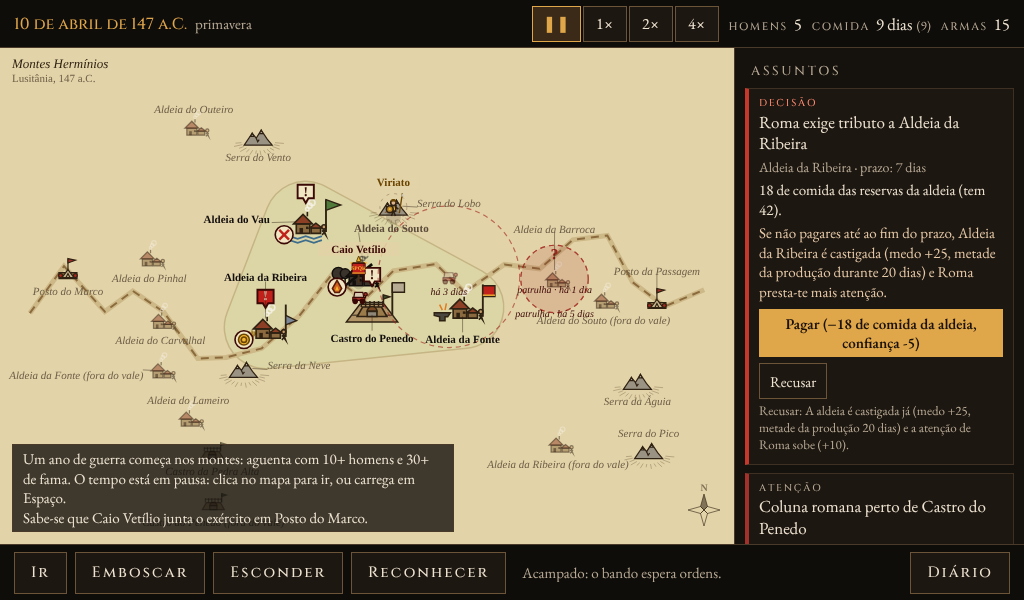 10 DE ABRIL DE 147 A.C. primavera
1× 2× 4×
HOMENS 5 COMIDA 9 dias (9) ARMAS 15
Montes Hermínios
Lusitânia, 147 a.C.
Aldeia do Outeiro
Serra do Vento
Viriato
Serra do Lobo
Aldeia do Vau
Aldeia do Souto
Aldeia da Barroca
Caio Vetílio
Aldeia do Pinhal
Aldeia da Ribeira
Posto da Passagem
Posto do Marco
há 3 dias
patrulha · há 1 dia
patrulha · há 5 dias
Aldeia do Souto (fora do vale)
Aldeia do Carvalhal
Castro do Penedo
Aldeia da Fonte
Serra da Neve
Aldeia da Fonte (fora do vale)
Aldeia do Lameiro
Serra da Águia
Serra do Pico
Aldeia da Ribeira (fora do vale)
N
Um ano de guerra começa nos montes: aguenta com 10+ homens e 30+
de fama. O tempo está em pausa: clica no mapa para ir, ou carrega em
Espaço.
Sabe-se que Caio Vetílio junta o exército em Posto do Marco.
ASSUNTOS
DECISÃO
Roma exige tributo a Aldeia da
Ribeira
Aldeia da Ribeira · prazo: 7 dias
18 de comida das reservas da aldeia (tem
42).
Se não pagares até ao fim do prazo, Aldeia
da Ribeira é castigada (medo +25, metade
da produção durante 20 dias) e Roma
presta-te mais atenção.
Pagar (−18 de comida da aldeia,
confiança -5)
Recusar
Recusar: A aldeia é castigada já (medo +25,
metade da produção 20 dias) e a atenção de
Roma sobe (+10).
ATENÇÃO
Coluna romana perto de Castro do
Penedo
IR EMBOSCAR ESCONDER RECONHECER
Acampado: o bando espera ordens.
DIÁRIO